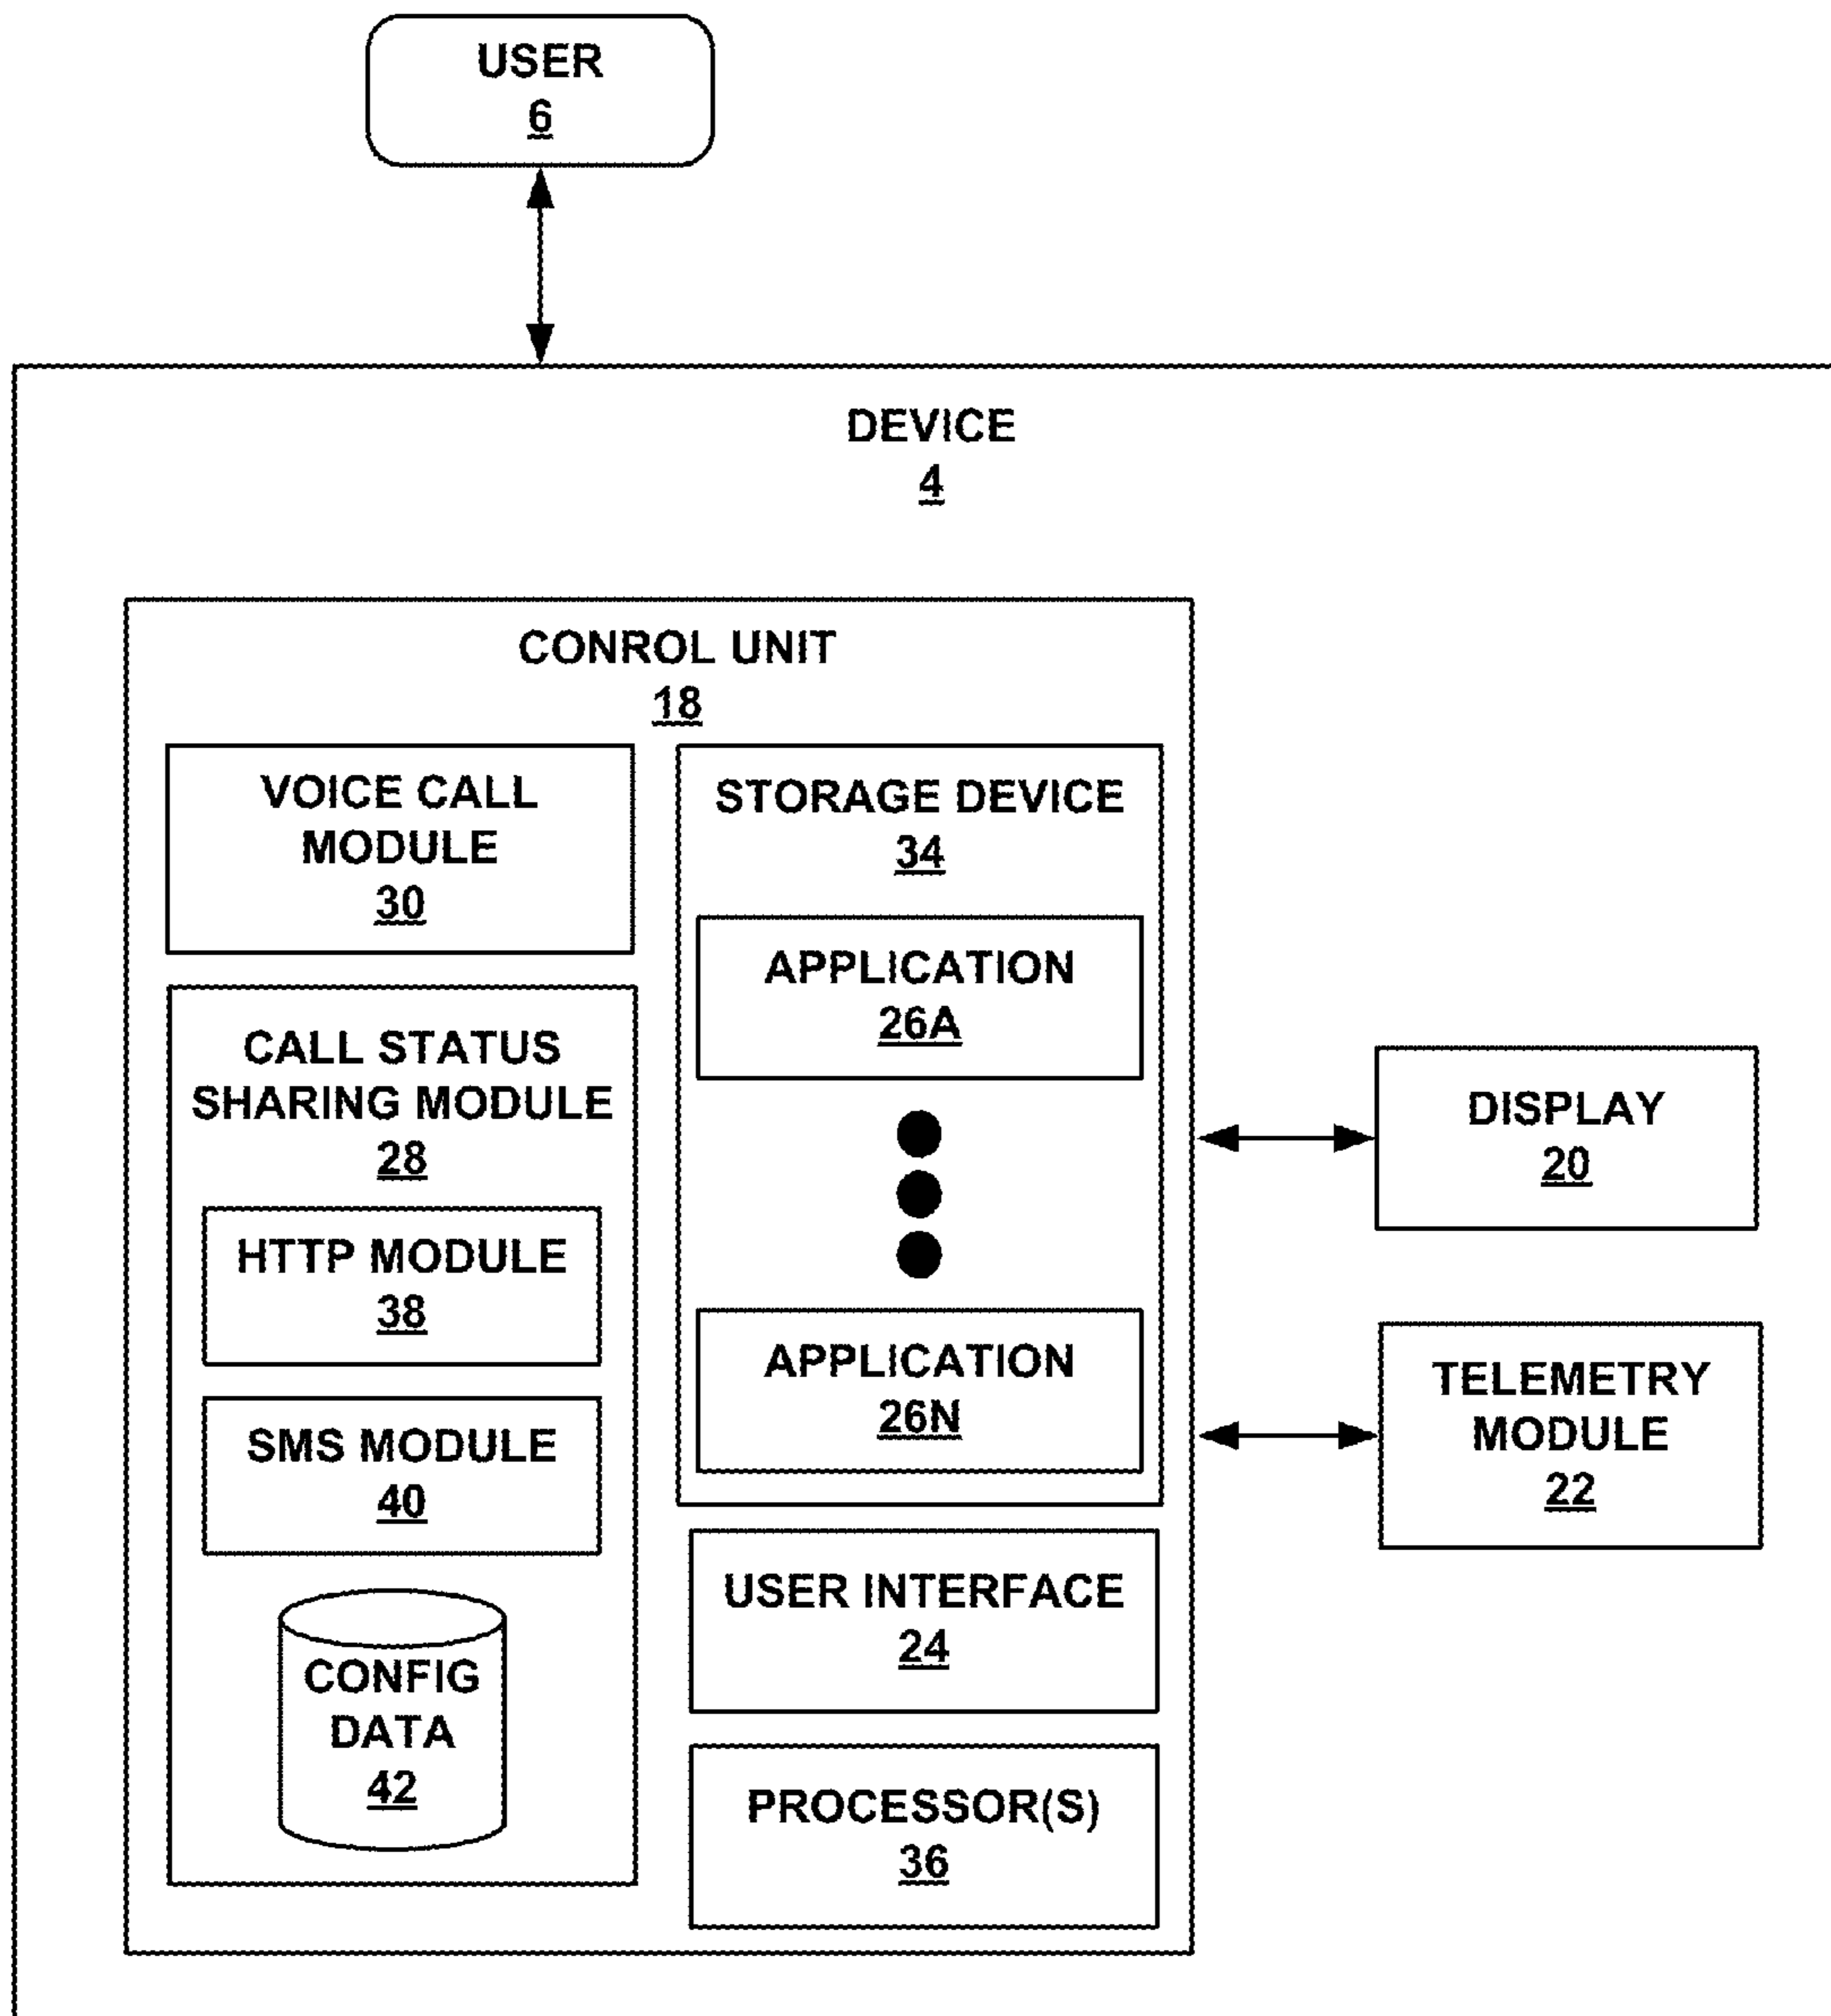 USER
6
DEVICE
4
CONROL UNIT
18
VOICE CALL
MODULE
30
CALL STATUS
SHARING MODULE
28
HTTP MODULE
38
SMS MODULE
40
CONFIG
DATA
42
STORAGE DEVICE
34
APPLICATION
26A
APPLICATION
26N
USER INTERFACE
24
PROCESSOR(S)
36
DISPLAY
20
TELEMETRY
MODULE
22